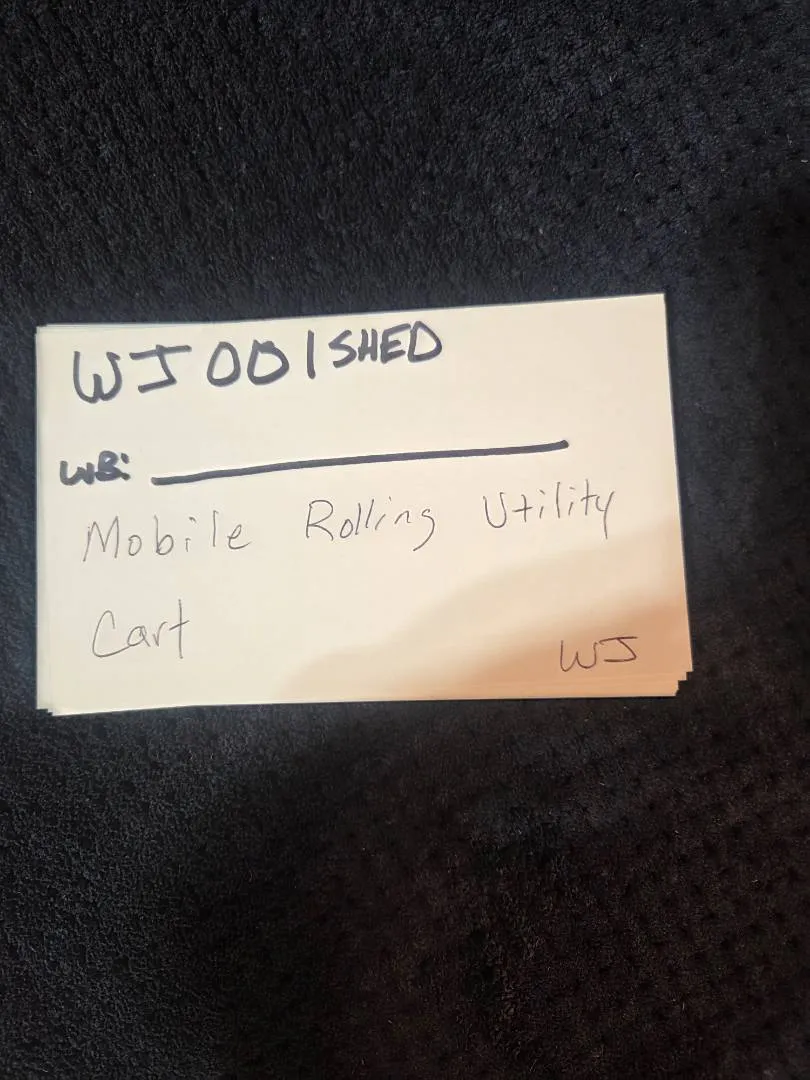 WJ001SHED
WB: 
Mobile Rolling Utility
Cart
WJ